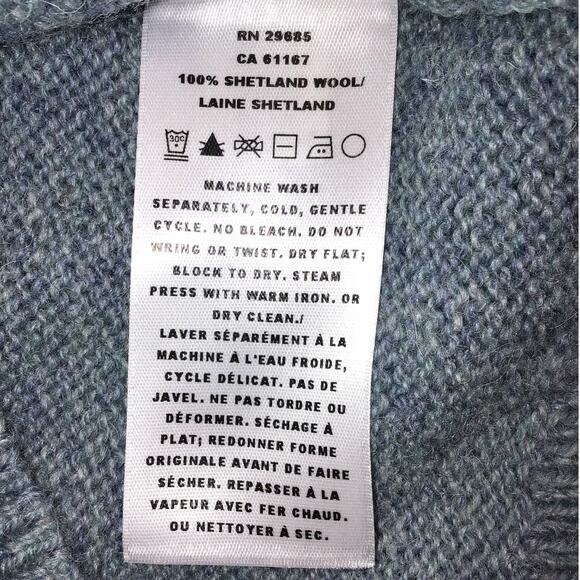 RN 29685
CA 61167
100% SHETLAND WOOL/
LAINE SHETLAND
30C
MACHINE WASH
SEPARATELY, COLD, GENTLE
CYCLE. NO BLEACH. DO NOT
WRING OR TWIST. DRY FLAT;
BLOCK TO DRY. STEAM
PRESS WITH WARM IRON. OR
DRY CLEAN./
LAVER SÉPARÉMENT À LA
MACHINE À L'EAU FROIDE,
CYCLE DÉLICAT. PAS DE
JAVEL. NE PAS TORDRE OU
DÉFORMER. SÉCHAGE À
PLAT; REDONNER FORME
ORIGINALE AVANT DE FAIRE
SÉCHER. REPASSER À LA
VAPEUR AVEC FER CHAUD.
OU NETTOYER À SEC.